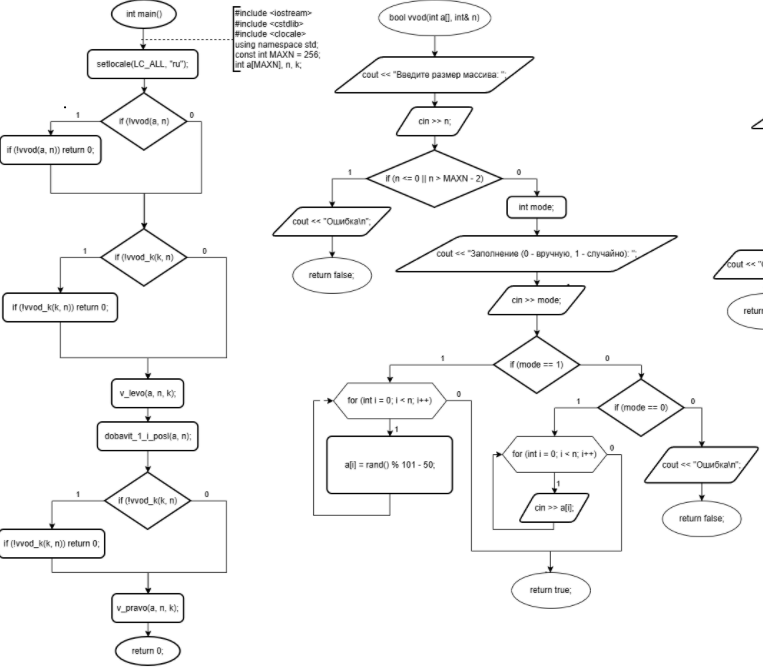 int main()
#include <iostream>
#include <cstdlib>
#include <clocale>
using namespace std;
const int MAXN = 256;
int a[MAXN], n, k;
setlocale(LC_ALL, "ru");
if (!vvod(a, n)
1
0
if (!vvod(a, n)) return 0;
if (!vvod_k(k, n)
1
0
if (!vvod_k(k, n)) return 0;
v_levo(a, n, k);
dobavit_1_i_posl(a, n);
if (!vvod_k(k, n)
1
0
if (!vvod_k(k, n)) return 0;
v_pravo(a, n, k);
return 0;
bool vvod(int a[], int& n)
cout << "Введите размер массива: ";
cin >> n;
if (n <= 0 || n > MAXN - 2)
1
0
cout << "Ошибка\n";
return false;
int mode;
cout << "Заполнение (0 - вручную, 1 - случайно): ";
cin >> mode;
if (mode == 1)
1
0
for (int i = 0; i < n; i++)
0
1
a[i] = rand() % 101 - 50;
if (mode == 0)
1
0
for (int i = 0; i < n; i++)
0
1
cin >> a[i];
cout << "Ошибка\n";
return false;
return true;
cout <<